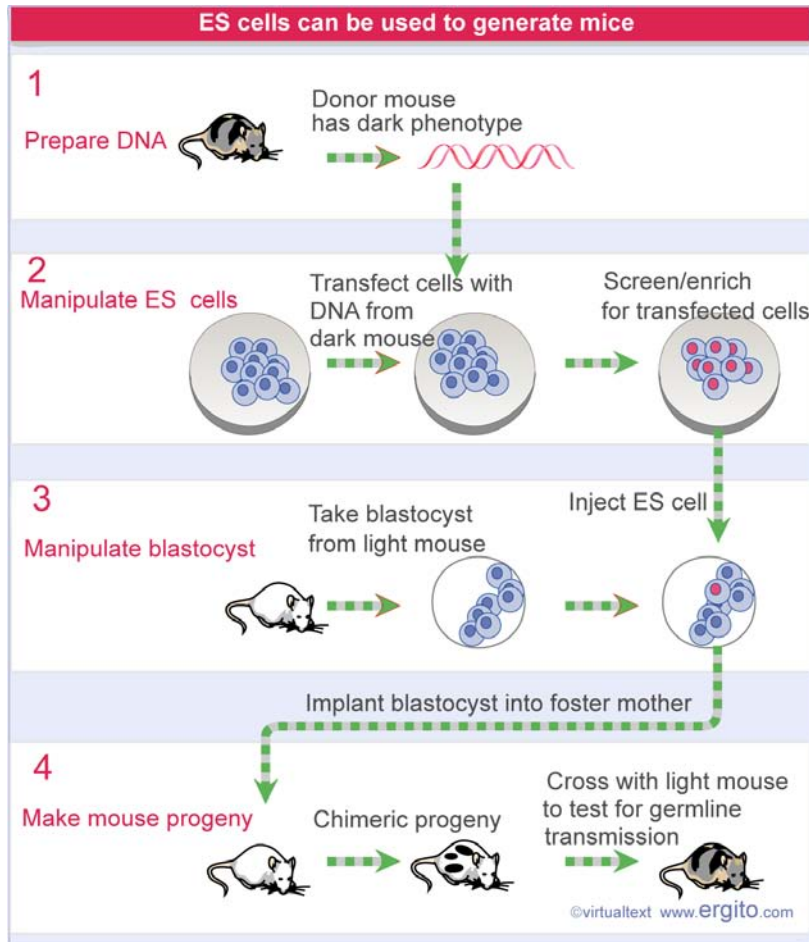 ES cells can be used to generate mice
1
Prepare DNA
Donor mouse
has dark phenotype
2
Manipulate ES cells
Transfect cells with
DNA from
dark mouse
Screen/enrich
for transfected cells
3
Manipulate blastocyst
Take blastocyst
from light mouse
Inject ES cell
Implant blastocyst into foster mother
4
Make mouse progeny
Chimeric progeny
Cross with light mouse
to test for germline
transmission
©virtualtext www.ergito.com